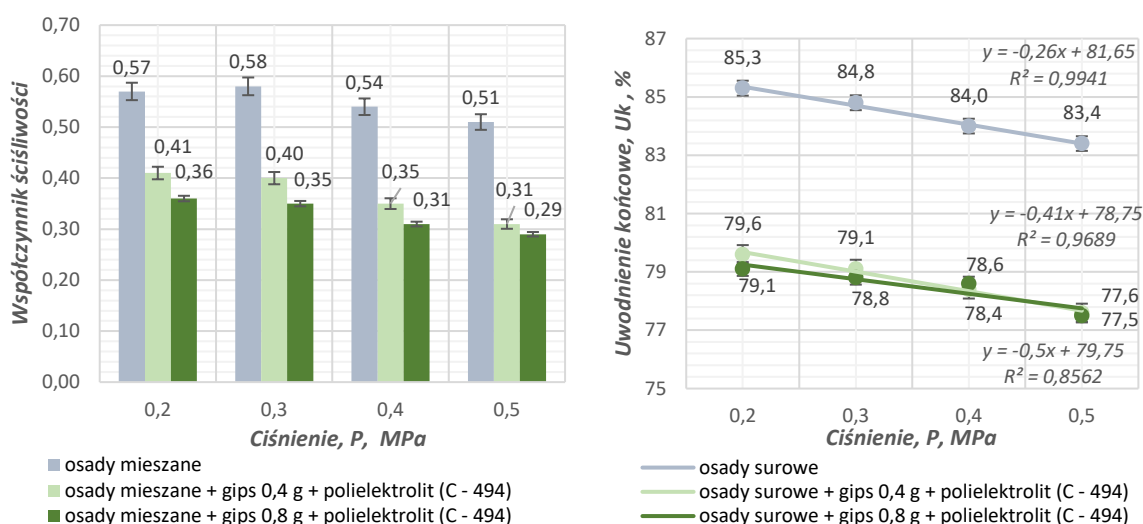 0,70
0,60
0,50
0,40
0,30
0,20
0,10
0,00
Współczynnik ściśliwości
0,57
0,58
0,54
0,51
0,41
0,40
0,35
0,31
0,36
0,35
0,31
0,29
0,2 0,3 0,4 0,5
Ciśnienie, P, MPa
osady mieszane
osady mieszane + gips 0,4 g + polielektrolit (C - 494)
osady mieszane + gips 0,8 g + polielektrolit (C - 494)
87
85
83
81
79
77
75
Uwodnienie końcowe, Uk , %
y = -0,26x + 81,65
R² = 0,9941
85,3
84,8
84,0
83,4
y = -0,41x + 78,75
R² = 0,9689
79,6
79,1
78,6
77,6
79,1
78,8
78,4
77,5
y = -0,5x + 79,75
R² = 0,8562
0,2 0,3 0,4 0,5
Ciśnienie, P, MPa
osady surowe
osady surowe + gips 0,4 g + polielektrolit (C - 494)
osady surowe + gips 0,8 g + polielektrolit (C - 494)